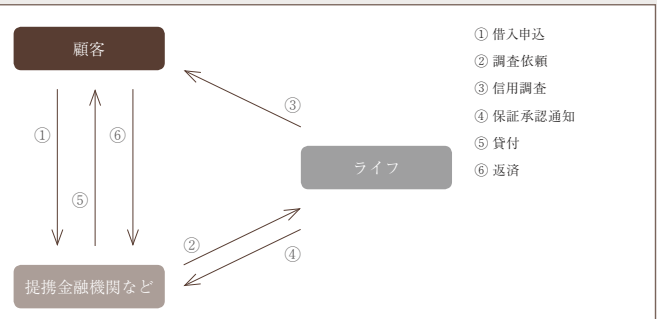 顧客
① 借入申込
② 調査依頼
③ 信用調査
④ 保証承認通知
⑤ 貸付
⑥ 返済
③
①
⑥
ライフ
⑤
②
④
提携金融機関など